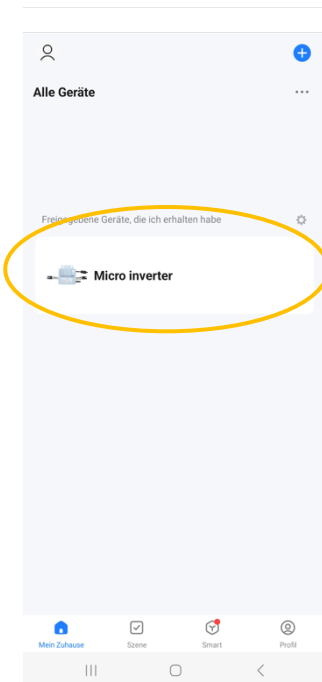 Alle Geräte
Freigegebene Geräte, die ich erhalten habe
Micro inverter
Mein Zuhause
Szene
Smart
Profil